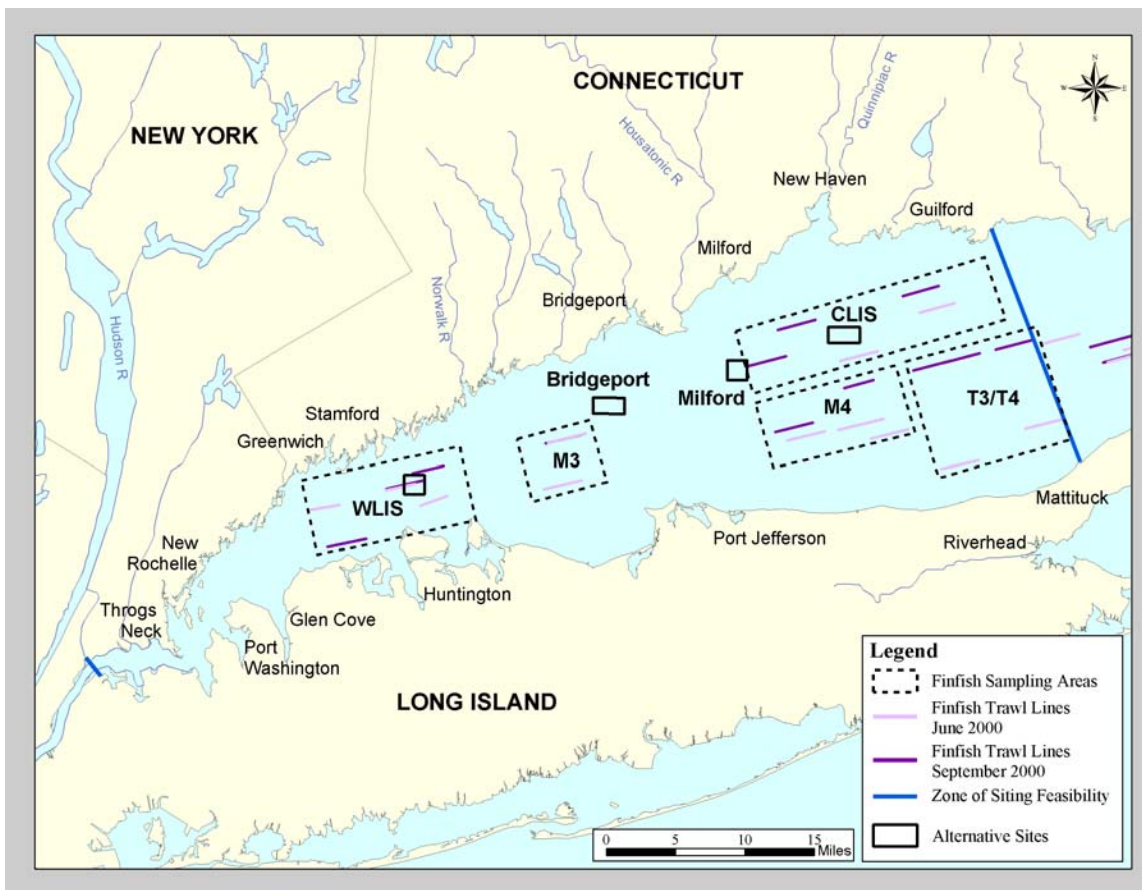 CONNECTICUT
NEW YORK
Housatonic R
Quinnipiac R
N
W
E
S
New Haven
Guilford
Milford
Hudson R
Norwalk R
Bridgeport
CLIS
Bridgeport
Milford
M4
T3/T4
Stamford
Greenwich
M3
WLIS
Mattituck
Port Jefferson
Riverhead
New
Rochelle
Huntington
Throgs
Neck
Glen Cove
Port
Washington
LONG ISLAND
Legend
Finfish Sampling Areas
Finfish Trawl Lines
June 2000
Finfish Trawl Lines
September 2000
Zone of Siting Feasibility
Alternative Sites
0 5 10 15
Miles